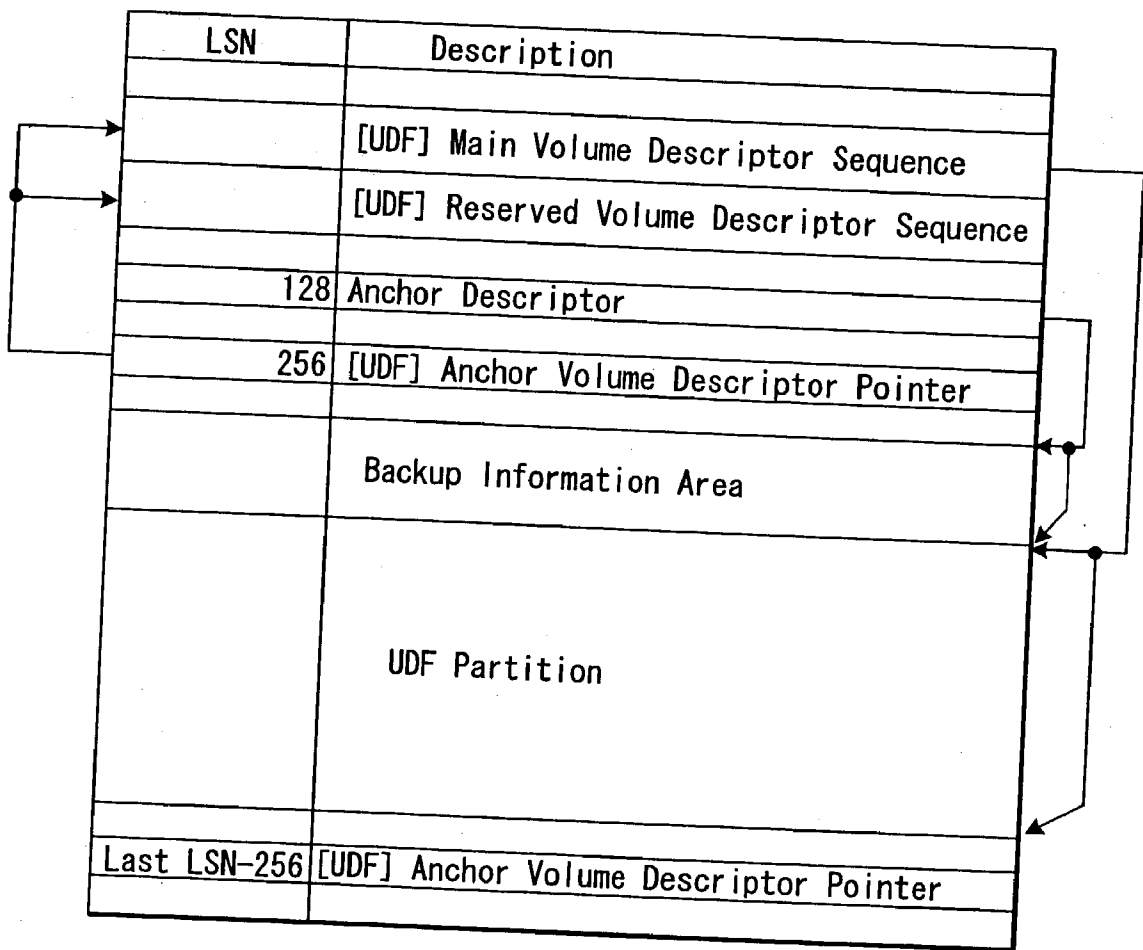 LSN Description
[UDF] Main Volume Descriptor Sequence
[UDF] Reserved Volume Descriptor Sequence
128 Anchor Descriptor
256 [UDF] Anchor Volume Descriptor Pointer
Backup Information Area
UDF Partition
Last LSN-256 [UDF] Anchor Volume Descriptor Pointer